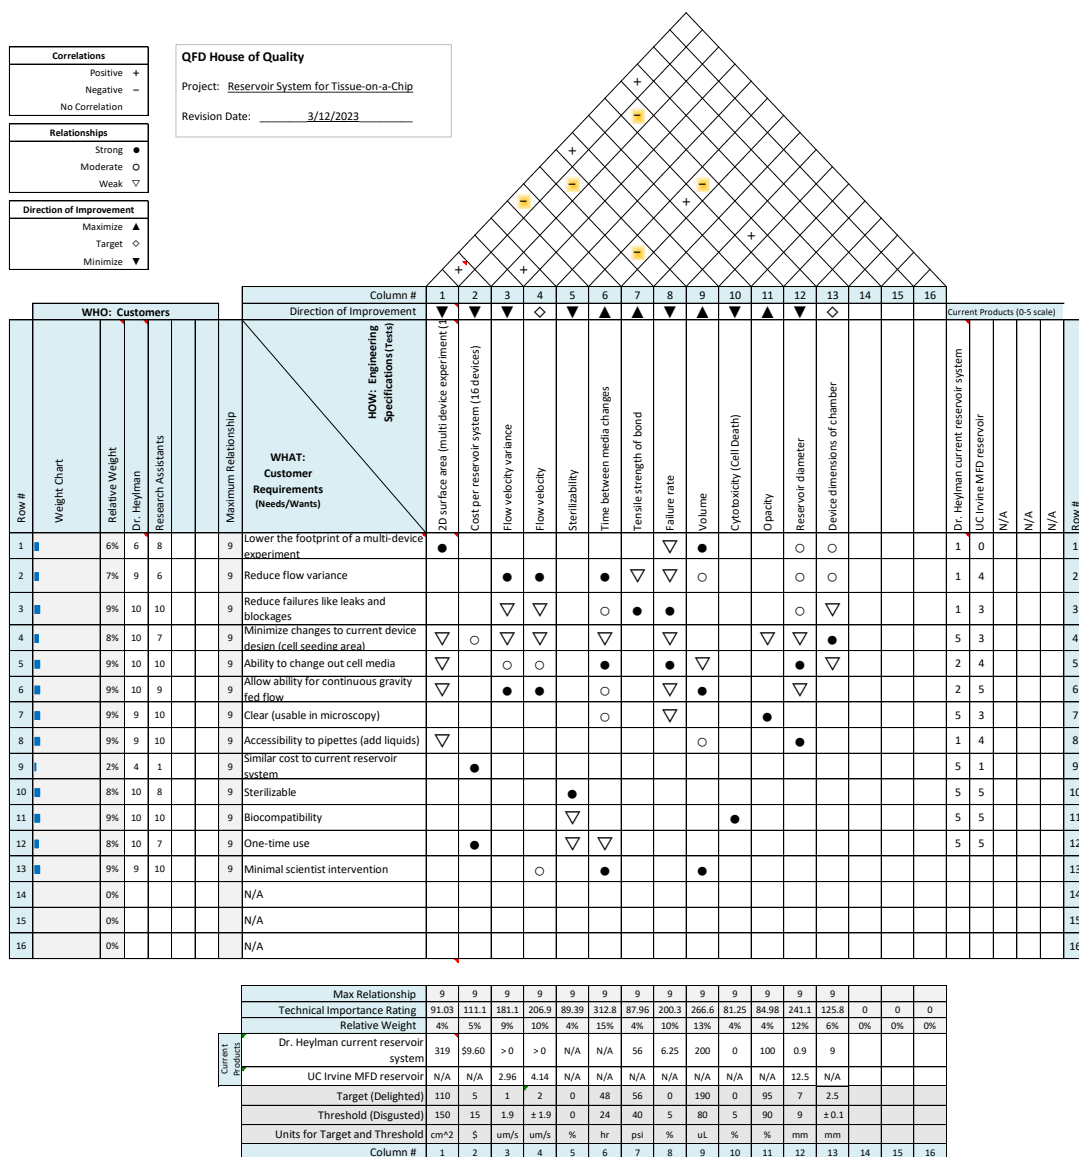 Correlations
Positive +
Negative −
No Correlation
Relationships
Strong ●
Moderate ○
Weak ▽
Direction of Improvement
Maximize ▲
Target ◇
Minimize ▼
QFD House of Quality
Project: Reservoir System for Tissue-on-a-Chip
Revision Date: 3/12/2023
Column # 1 2 3 4 5 6 7 8 9 10 11 12 13 14 15 16
WHO: Customers
Direction of Improvement ▼ ▼ ▼ ◇ ▼ ▲ ▲ ▼ ▲ ▼ ▲ ▼ ◇
Current Products (0-5 scale)
Row #
Weight Chart
Relative Weight
Dr. Heylman
Research Assistants
Maximum Relationship
HOW: Engineering
Specifications (Tests)
WHAT:
Customer
Requirements
(Needs/Wants)
2D surface area (multi device experiment (1
Cost per reservoir system (16 devices)
Flow velocity variance
Flow velocity
Sterilizability
Time between media changes
Tensile strength of bond
Failure rate
Volume
Cytotoxicity (Cell Death)
Opacity
Reservoir diameter
Device dimensions of chamber
Dr. Heylman current reservoir system
UC Irvine MFD reservoir
N/A
N/A
N/A
Row #
1 6% 6 8 9 Lower the footprint of a multi-device experiment ● ▽ ● ○ ○ 1 0 1
2 7% 9 6 9 Reduce flow variance ● ● ● ▽ ▽ ○ ○ ○ 1 4 2
3 9% 10 10 9 Reduce failures like leaks and blockages ▽ ▽ ○ ● ● ○ ▽ 1 3 3
4 8% 10 7 9 Minimize changes to current device design (cell seeding area) ▽ ○ ▽ ▽ ▽ ▽ ▽ ▽ ● 5 3 4
5 9% 10 10 9 Ability to change out cell media ▽ ○ ○ ● ● ▽ ● ▽ 2 4 5
6 9% 10 9 9 Allow ability for continuous gravity fed flow ▽ ● ● ○ ▽ ● ▽ 2 5 6
7 9% 9 10 9 Clear (usable in microscopy) ○ ▽ ● 5 3 7
8 9% 9 10 9 Accessibility to pipettes (add liquids) ▽ ○ ● 1 4 8
9 2% 4 1 9 Similar cost to current reservoir system ● 5 1 9
10 8% 10 8 9 Sterilizable ● 5 5 10
11 9% 10 10 9 Biocompatibility ▽ ● 5 5 11
12 8% 10 7 9 One-time use ● ▽ ▽ 5 5 12
13 9% 9 10 9 Minimal scientist intervention ○ ● ● 13
14 0% N/A 14
15 0% N/A 15
16 0% N/A 16
Max Relationship 9 9 9 9 9 9 9 9 9 9 9 9 9
Technical Importance Rating 91.03 111.1 181.1 206.9 89.39 312.8 87.96 200.3 266.6 81.25 84.98 241.1 125.8 0 0 0
Relative Weight 4% 5% 9% 10% 4% 15% 4% 10% 13% 4% 4% 12% 6% 0% 0% 0%
Current
Products
Dr. Heylman current reservoir system 319 $9.60 > 0 > 0 N/A N/A 56 6.25 200 0 100 0.9 9
UC Irvine MFD reservoir N/A N/A 2.96 4.14 N/A N/A N/A N/A N/A N/A N/A 12.5 N/A
Target (Delighted) 110 5 1 2 0 48 56 0 190 0 95 7 2.5
Threshold (Disgusted) 150 15 1.9 ± 1.9 0 24 40 5 80 5 90 9 ± 0.1
Units for Target and Threshold cm^2 $ um/s um/s % hr psi % uL % % mm mm
Column # 1 2 3 4 5 6 7 8 9 10 11 12 13 14 15 16